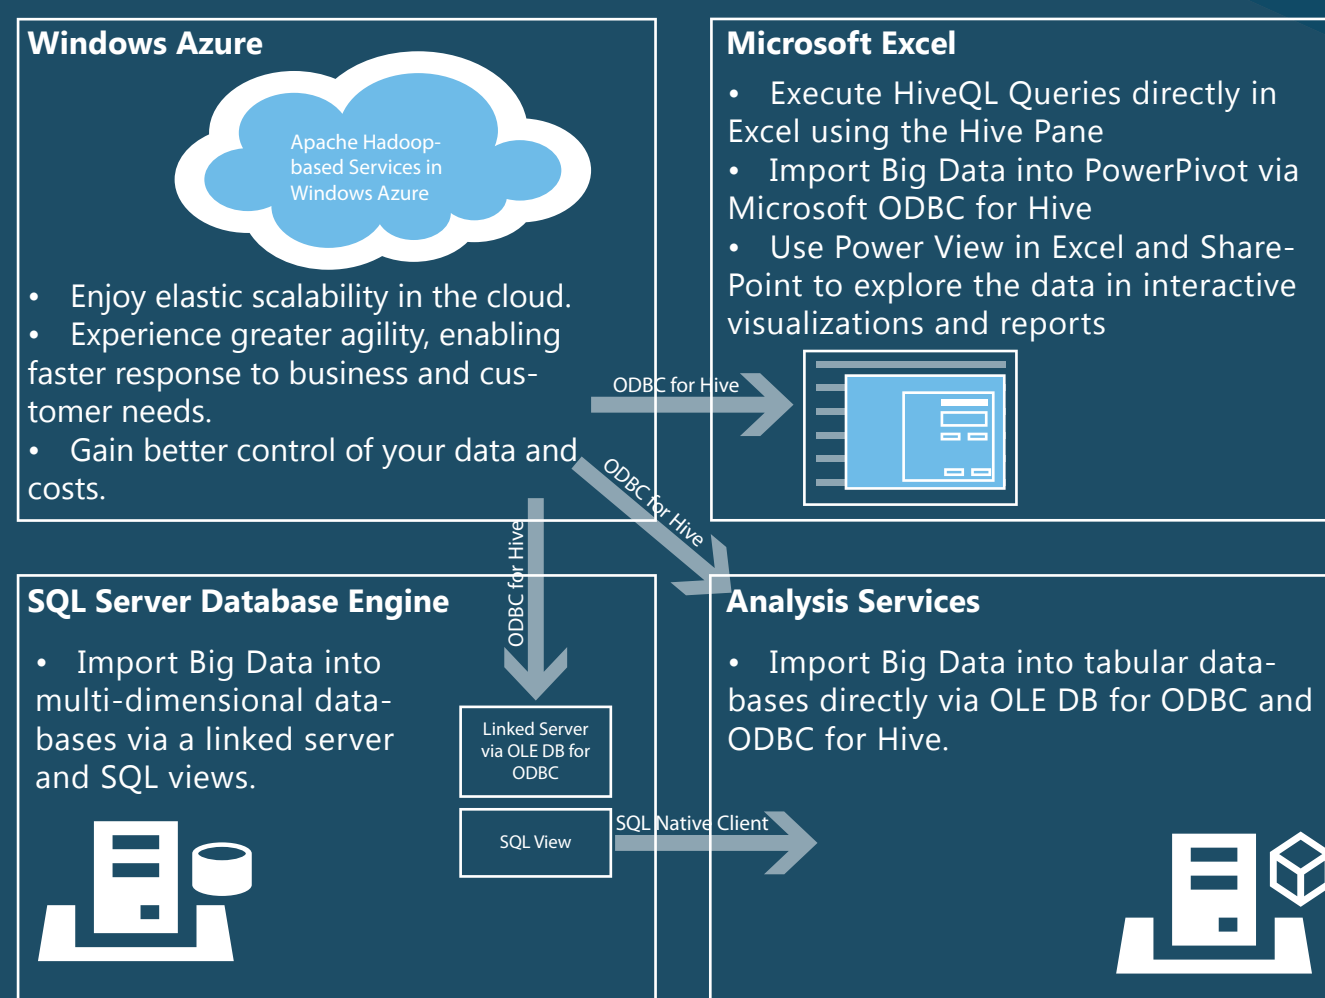 Windows Azure
Apache Hadoop-
based Services in
Windows Azure
• Enjoy elastic scalability in the cloud.
• Experience greater agility, enabling
faster response to business and cus-
tomer needs.
• Gain better control of your data and
costs.
Microsoft Excel
• Execute HiveQL Queries directly in
Excel using the Hive Pane
• Import Big Data into PowerPivot via
Microsoft ODBC for Hive
• Use Power View in Excel and Share-
Point to explore the data in interactive
visualizations and reports
ODBC for Hive
ODBC for Hive
ODBC for Hive
SQL Server Database Engine
• Import Big Data into
multi-dimensional data-
bases via a linked server
and SQL views.
Linked Server
via OLE DB for
ODBC
SQL View
SQL Native Client
Analysis Services
• Import Big Data into tabular data-
bases directly via OLE DB for ODBC and
ODBC for Hive.